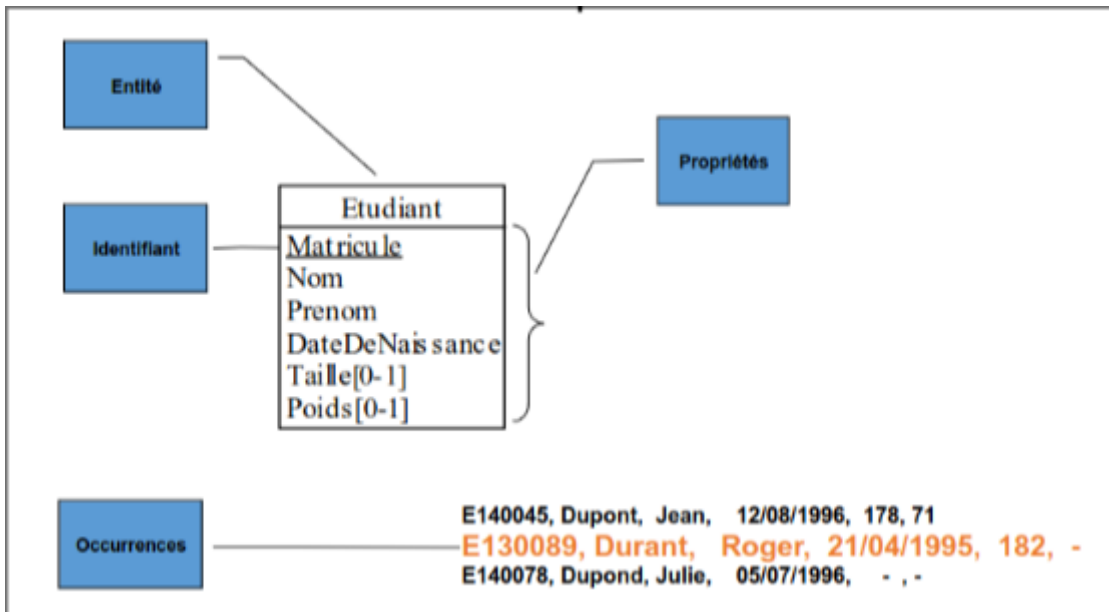 Entité
Propriétés
Etudiant
Identifiant
Matricule
Nom
Prenom
DateDeNaissance
Taille[0-1]
Poids[0-1]
Occurrences
E140045, Dupont, Jean, 12/08/1996, 178, 71
E130089, Durant, Roger, 21/04/1995, 182, -
E140078, Dupond, Julie, 05/07/1996, - , -